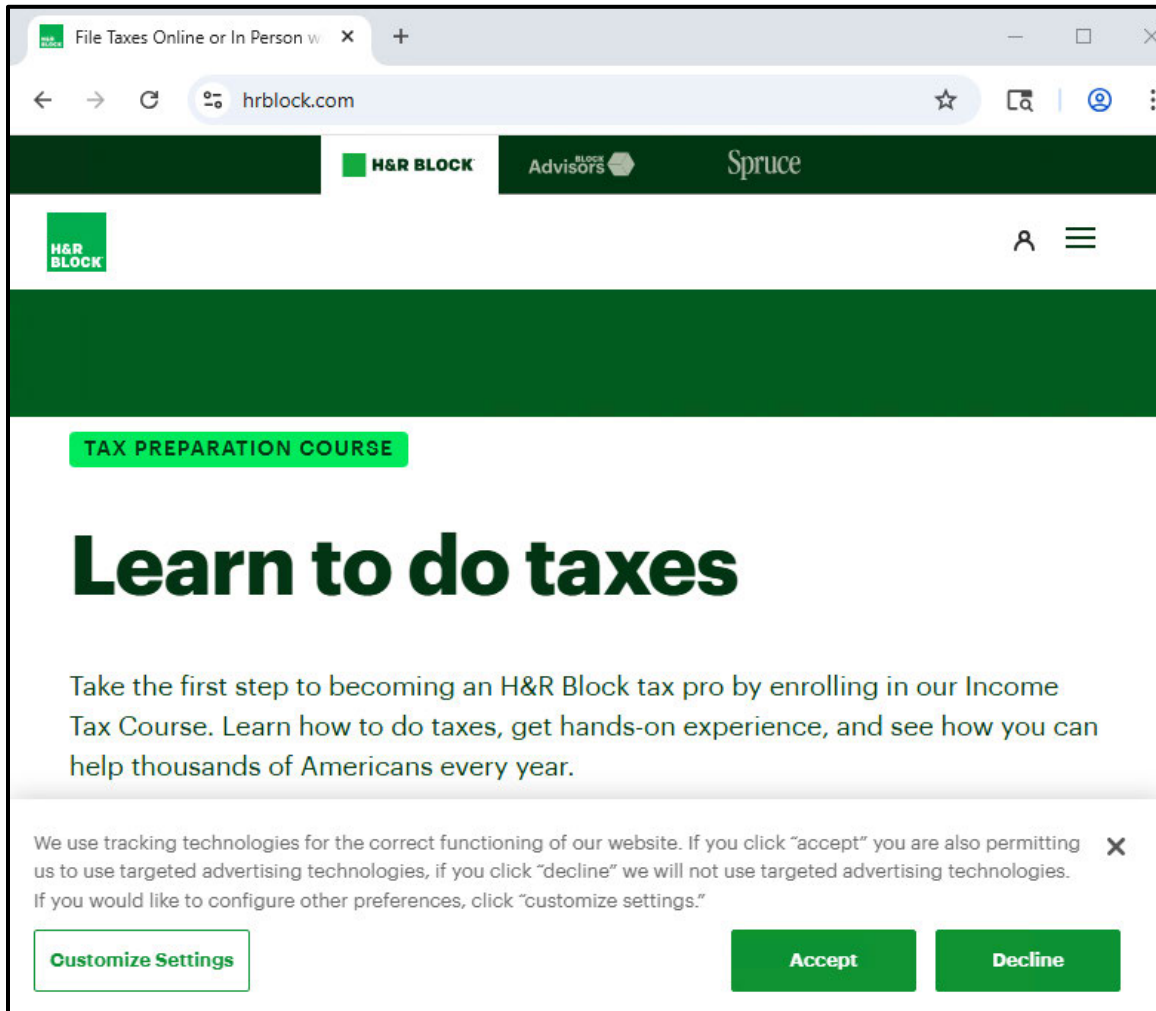 H&R BLOCK
File Taxes Online or In Person w
hrblock.com
H&R BLOCK
BLOCK Advisors
Spruce
H&R
BLOCK
TAX PREPARATION COURSE
Learn to do taxes
Take the first step to becoming an H&R Block tax pro by enrolling in our Income
Tax Course. Learn how to do taxes, get hands-on experience, and see how you can
help thousands of Americans every year.
We use tracking technologies for the correct functioning of our website. If you click “accept” you are also permitting
us to use targeted advertising technologies, if you click “decline” we will not use targeted advertising technologies.
If you would like to configure other preferences, click “customize settings.”
Customize Settings
Accept
Decline